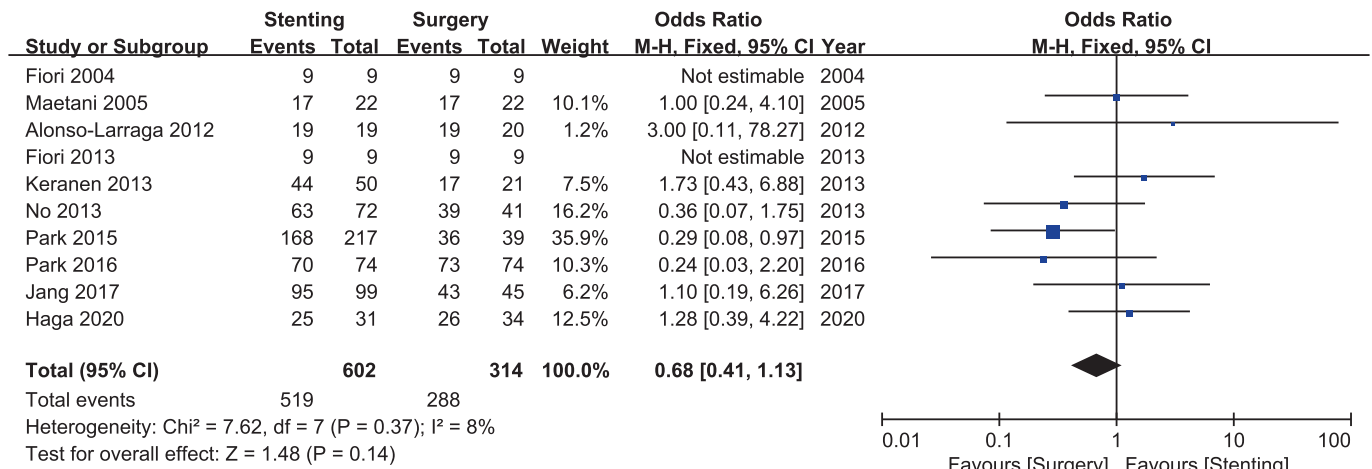 Stenting Surgery Odds Ratio Odds Ratio
Study or Subgroup Events Total Events Total Weight M-H, Fixed, 95% CI Year M-H, Fixed, 95% CI
Fiori 2004 9 9 9 9 Not estimable 2004
Maetani 2005 17 22 17 22 10.1% 1.00 [0.24, 4.10] 2005
Alonso-Larraga 2012 19 19 19 20 1.2% 3.00 [0.11, 78.27] 2012
Fiori 2013 9 9 9 9 Not estimable 2013
Keranen 2013 44 50 17 21 7.5% 1.73 [0.43, 6.88] 2013
No 2013 63 72 39 41 16.2% 0.36 [0.07, 1.75] 2013
Park 2015 168 217 36 39 35.9% 0.29 [0.08, 0.97] 2015
Park 2016 70 74 73 74 10.3% 0.24 [0.03, 2.20] 2016
Jang 2017 95 99 43 45 6.2% 1.10 [0.19, 6.26] 2017
Haga 2020 25 31 26 34 12.5% 1.28 [0.39, 4.22] 2020
Total (95% CI) 602 314 100.0% 0.68 [0.41, 1.13]
Total events 519 288
Heterogeneity: Chi² = 7.62, df = 7 (P = 0.37); I² = 8%
Test for overall effect: Z = 1.48 (P = 0.14)
0.01 0.1 1 10 100
Favours [Surgery] Favours [Stenting]